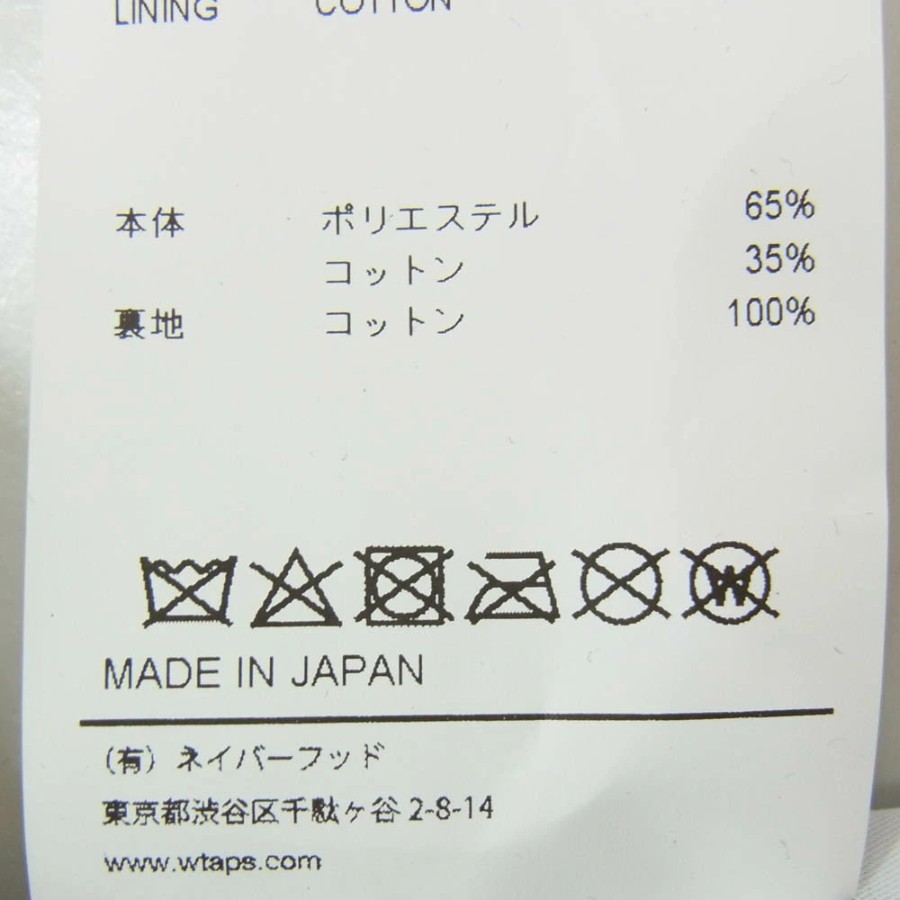 LINING COTTON
本体 ポリエステル 65%
コットン 35%
裏地 コットン 100%
W
MADE IN JAPAN
(有) ネイバーフッド
東京都渋谷区千駄ヶ谷 2-8-14
www.wtaps.com